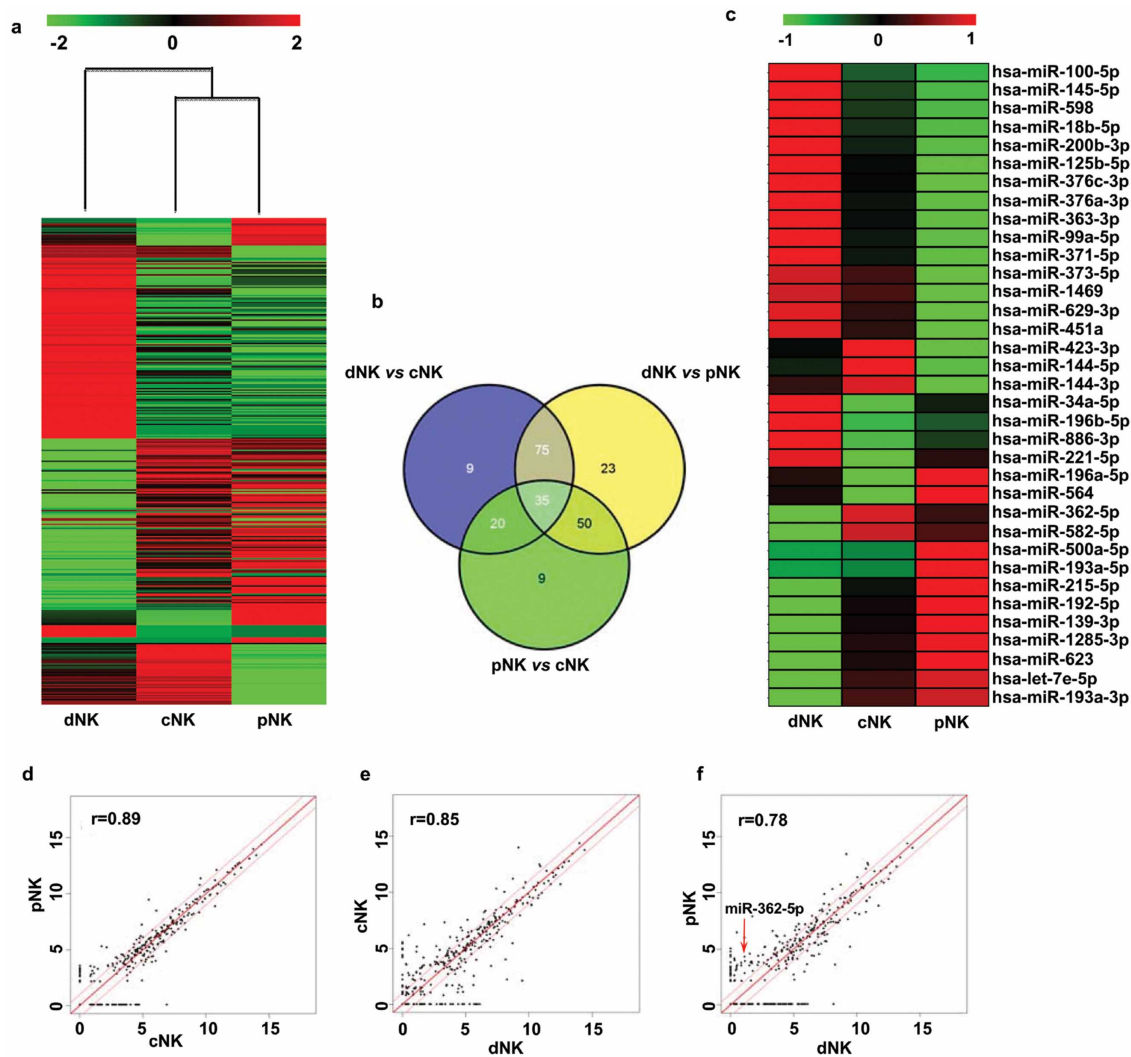 a
-2 0 2
dNK cNK pNK
b
dNK vs cNK
dNK vs pNK
75
9
23
35
20
50
9
pNK vs cNK
c
-1 0 1
hsa-miR-100-5p
hsa-miR-145-5p
hsa-miR-598
hsa-miR-18b-5p
hsa-miR-200b-3p
hsa-miR-125b-5p
hsa-miR-376c-3p
hsa-miR-376a-3p
hsa-miR-363-3p
hsa-miR-99a-5p
hsa-miR-371-5p
hsa-miR-373-5p
hsa-miR-1469
hsa-miR-629-3p
hsa-miR-451a
hsa-miR-423-3p
hsa-miR-144-5p
hsa-miR-144-3p
hsa-miR-34a-5p
hsa-miR-196b-5p
hsa-miR-886-3p
hsa-miR-221-5p
hsa-miR-196a-5p
hsa-miR-564
hsa-miR-362-5p
hsa-miR-582-5p
hsa-miR-500a-5p
hsa-miR-193a-5p
hsa-miR-215-5p
hsa-miR-192-5p
hsa-miR-139-3p
hsa-miR-1285-3p
hsa-miR-623
hsa-let-7e-5p
hsa-miR-193a-3p
dNK cNK pNK
d
r=0.89
pNK
15
10
5
0
0 5 10 15
cNK
e
r=0.85
cNK
15
10
5
0
0 5 10 15
dNK
f
r=0.78
miR-362-5p
pNK
15
10
5
0
0 5 10 15
dNK